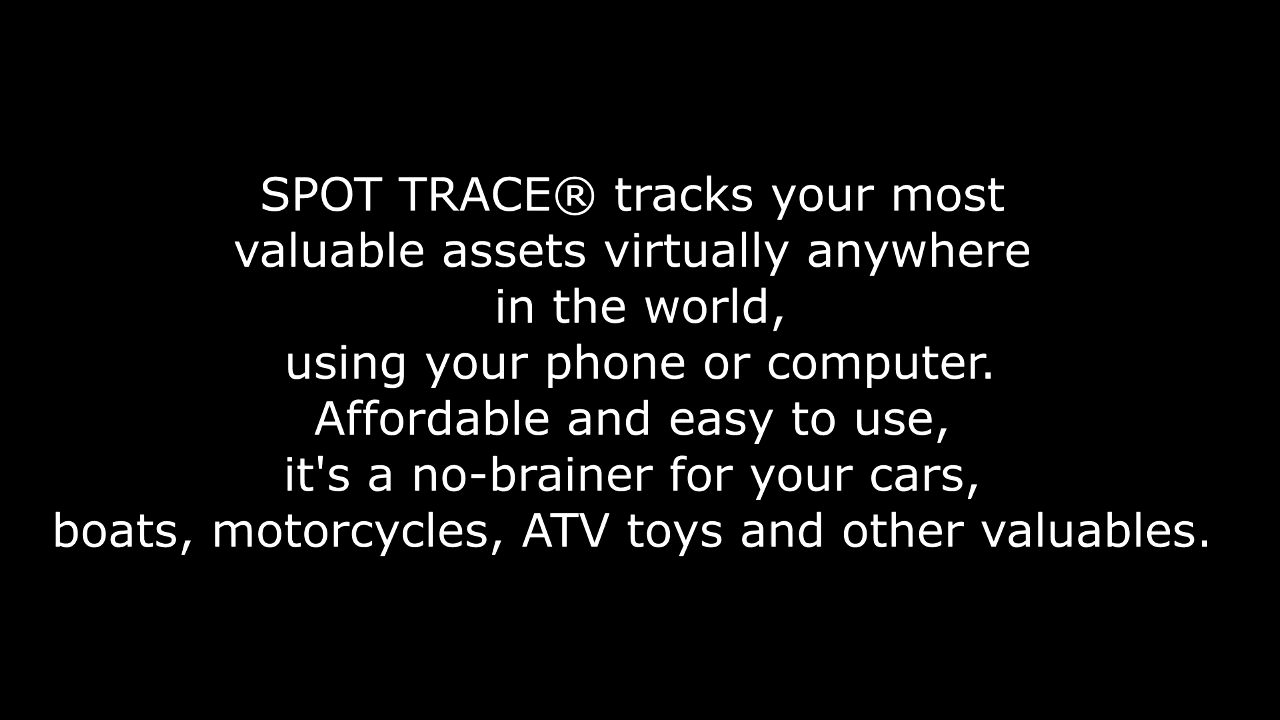 SPOT TRACE® tracks your most
valuable assets virtually anywhere
in the world,
using your phone or computer.
Affordable and easy to use,
it's a no-brainer for your cars,
boats, motorcycles, ATV toys and other valuables.